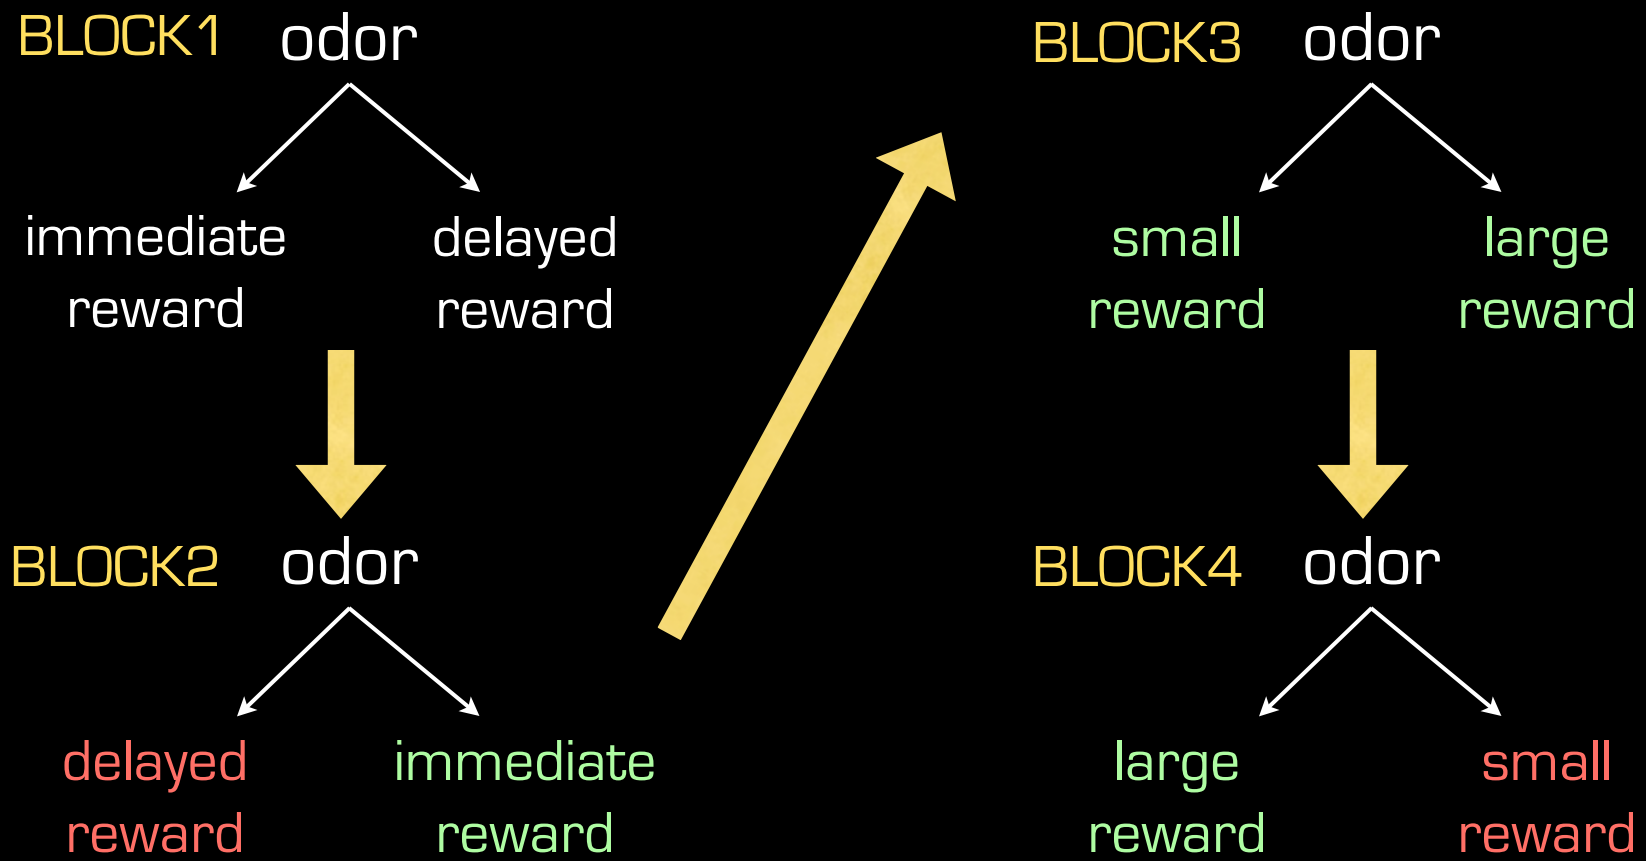 BLOCK1 odor
immediate delayed
reward reward
BLOCK2 odor
delayed immediate
reward reward
BLOCK3 odor
small large
reward reward
BLOCK4 odor
large small
reward reward